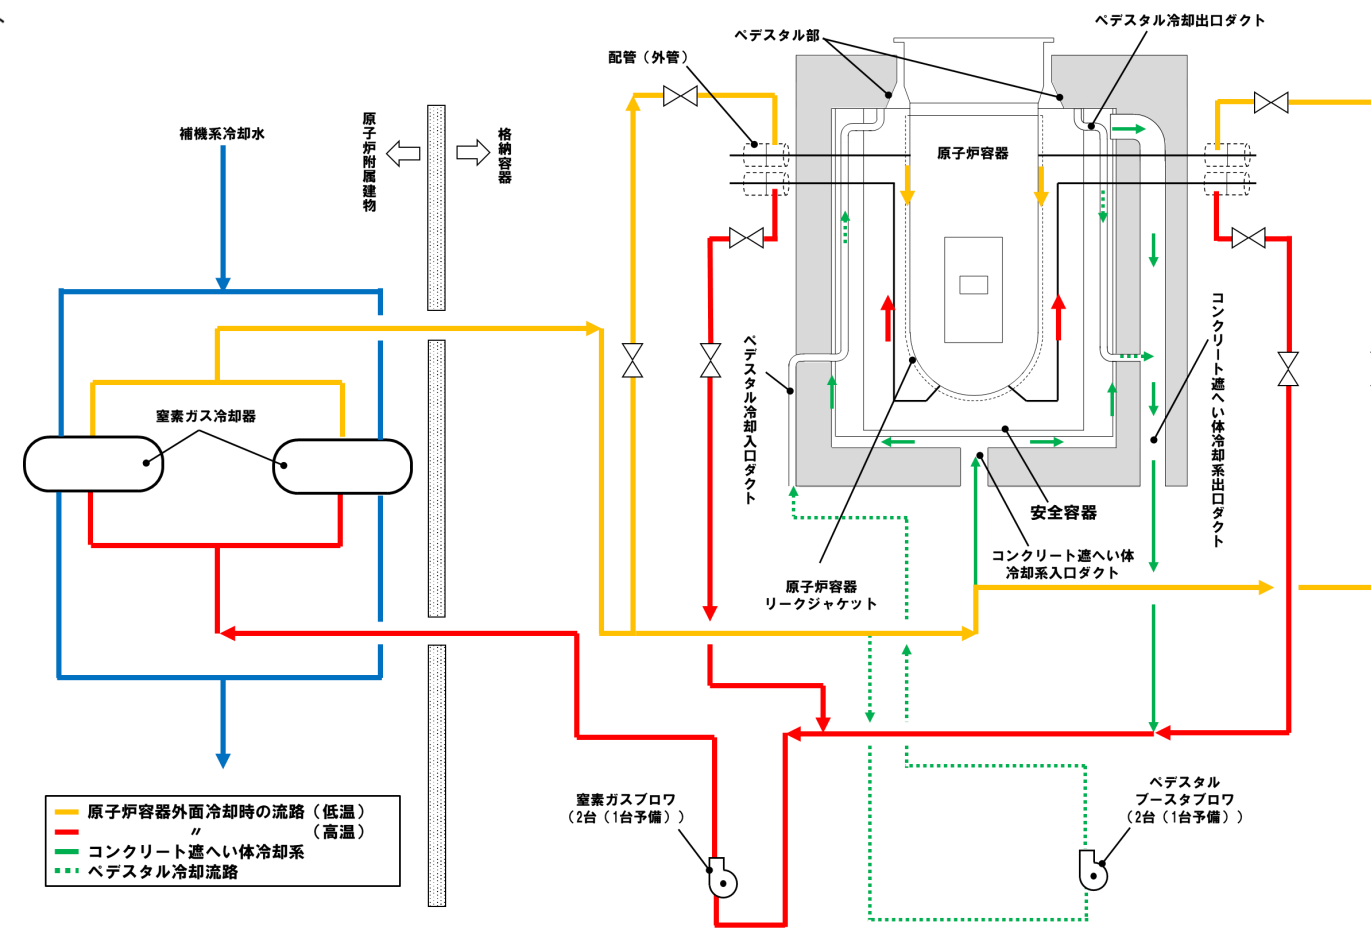 ペデスタル冷却出口ダクト
ペデスタル部
配管（外管）
補機系冷却水
原子炉附属建物
格納容器
原子炉容器
コンクリート遮へい体冷却系出口ダクト
ペデスタル冷却入口ダクト
窒素ガス冷却器
安全容器
コンクリート遮へい体
冷却系入口ダクト
原子炉容器
リークジャケット
窒素ガスブロワ
（2台（1台予備））
ペデスタル
ブースタブロワ
（2台（1台予備））
原子炉容器外面冷却時の流路（低温）
〃　（高温）
コンクリート遮へい体冷却系
ペデスタル冷却流路